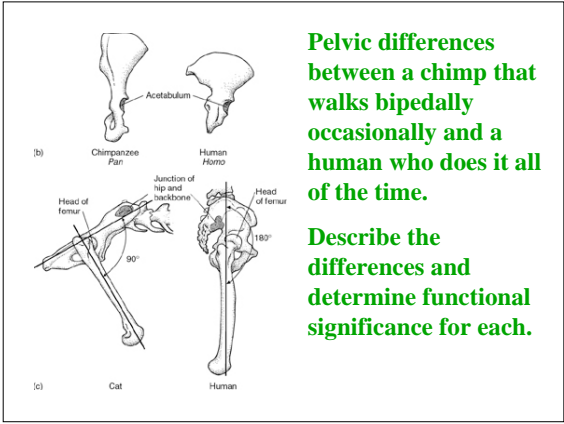 Pelvic differences
between a chimp that
walks bipedally
occasionally and a
human who does it all
of the time.
Describe the
differences and
determine functional
significance for each.
Acetabulum
(b)
Chimpanzee
Pan
Human
Homo
Junction of
hip and
backbone
Head of
femur
90°
Head
of femur
180°
(c)
Cat
Human